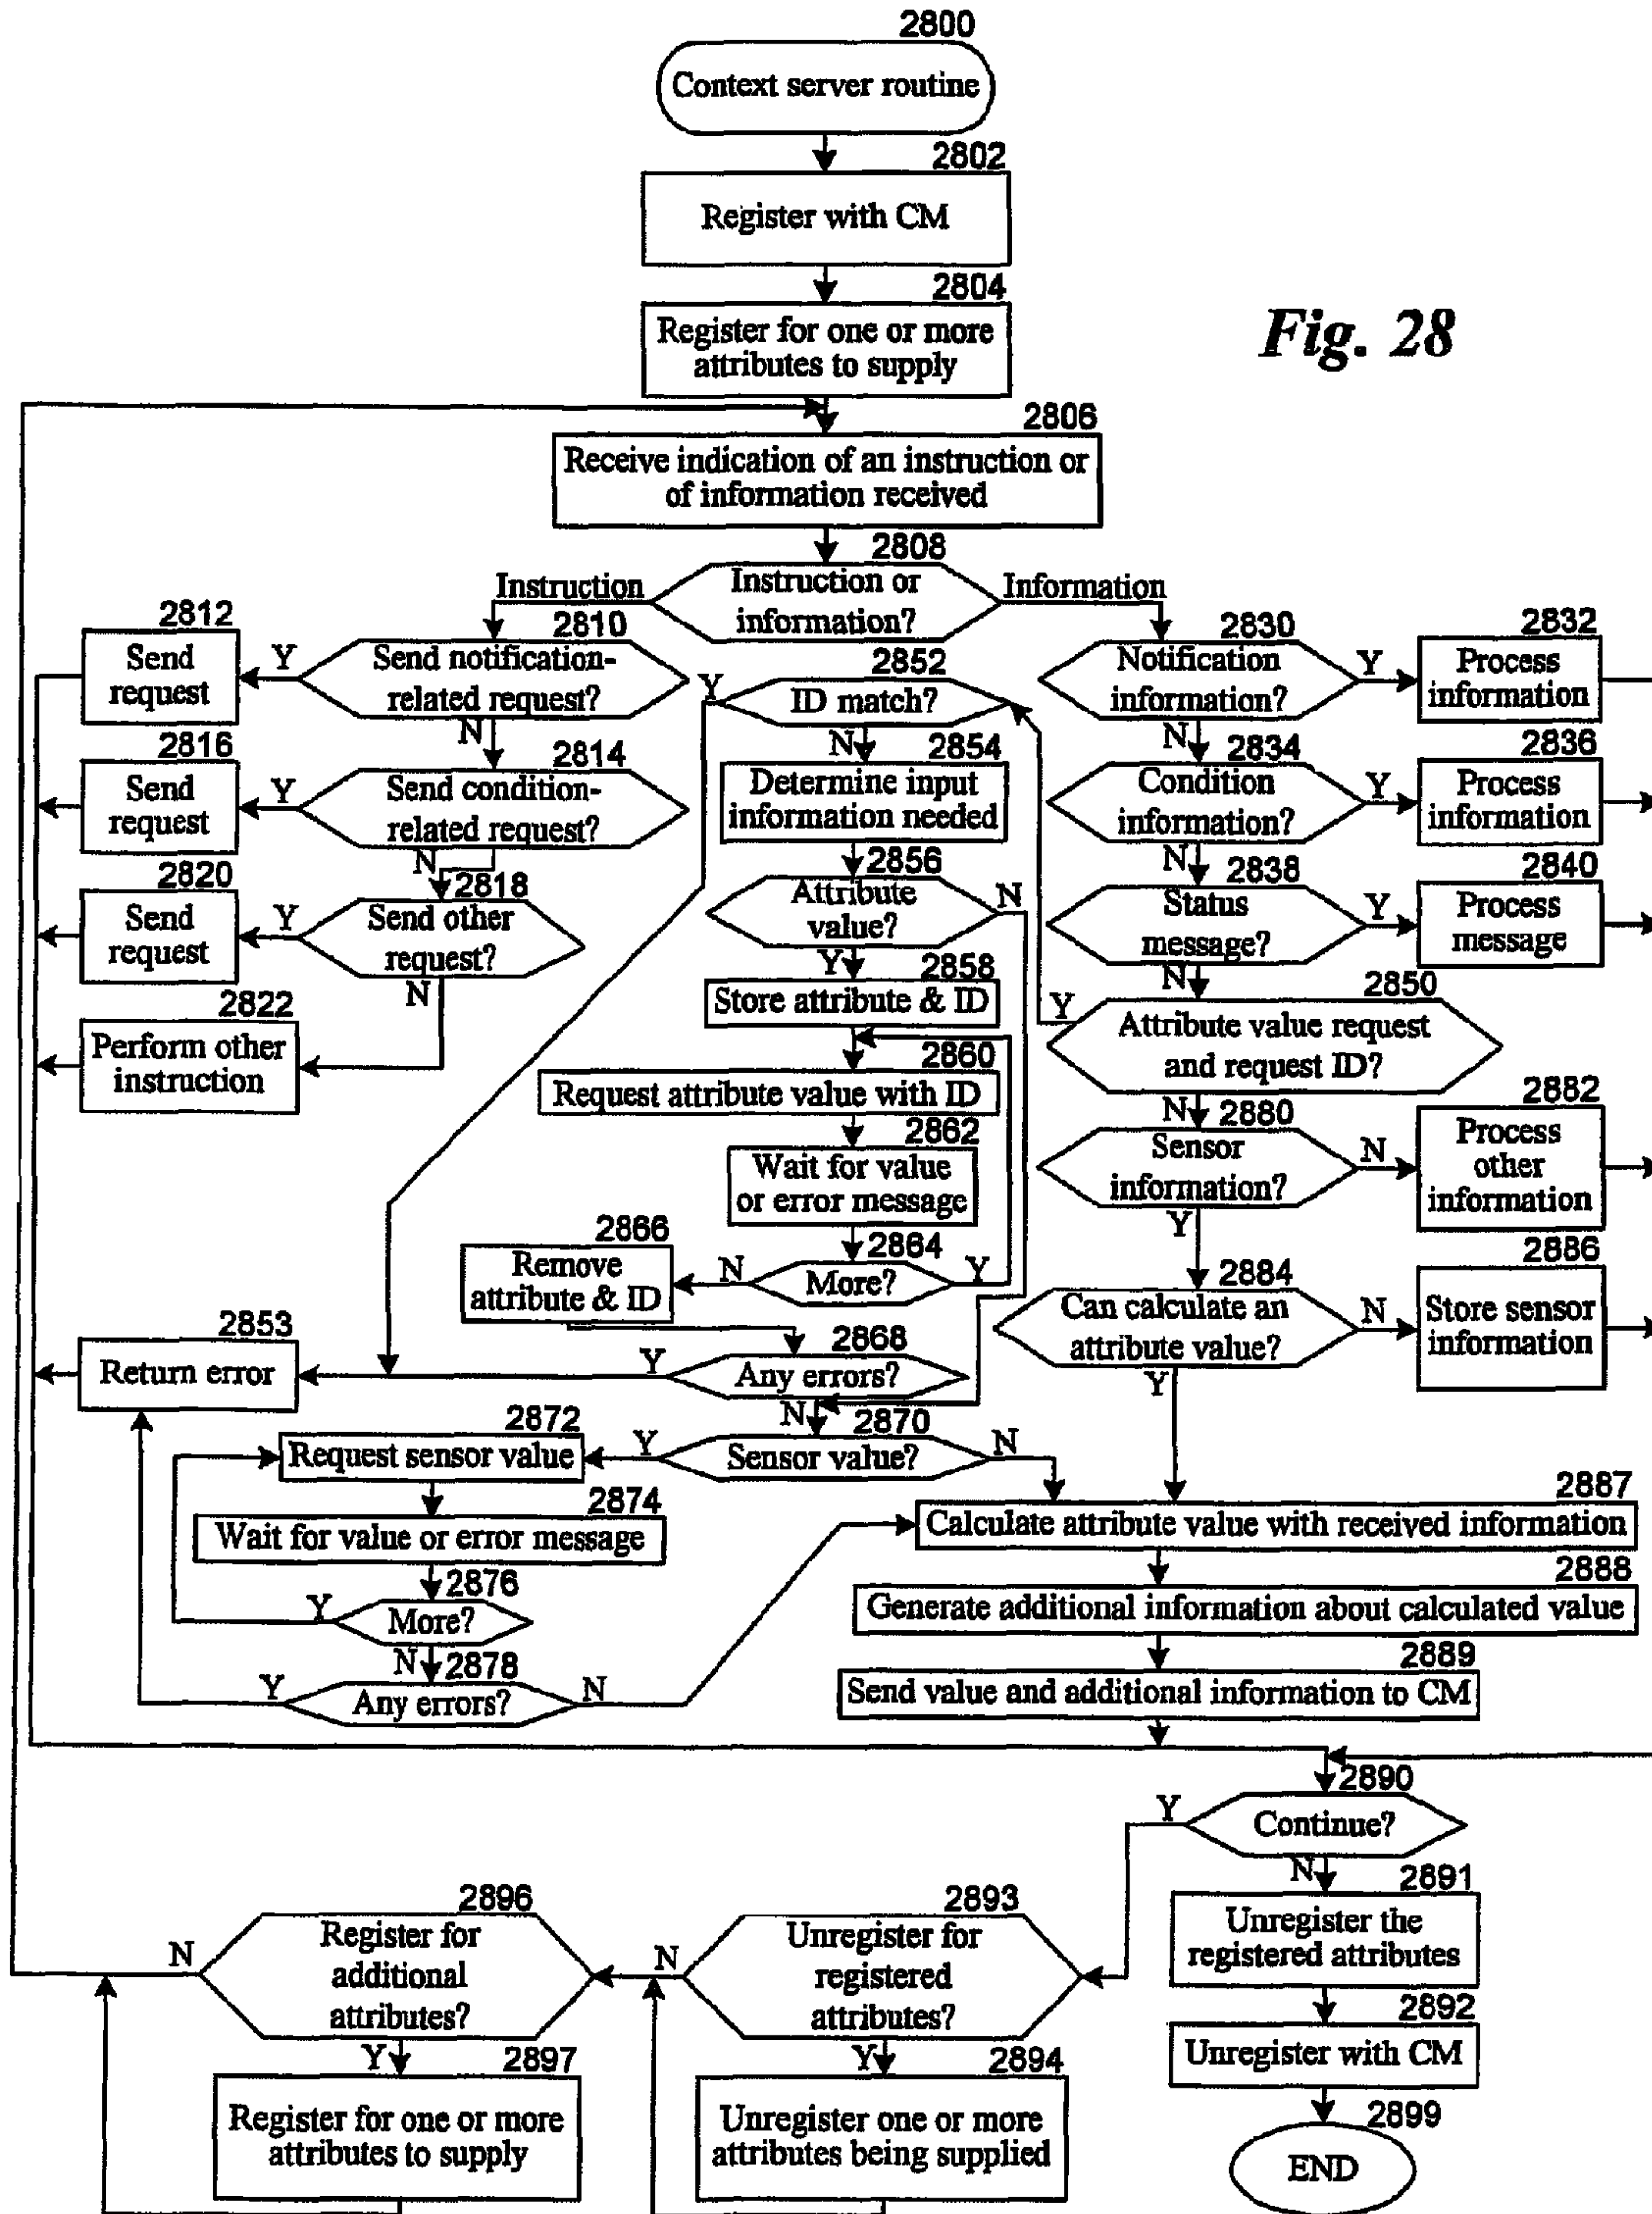 2800
Context server routine
2802
Register with CM
2804
Register for one or more
attributes to supply
Fig. 28
2806
Receive indication of an instruction or
of information received
2808
Instruction
Instruction or
information?
Information
2812
Send
request
Y
2810
Send notification-
related request?
N
2816
Send
request
Y
2814
Send condition-
related request?
N
2820
Send
request
Y
2818
Send other
request?
N
2822
Perform other
instruction
2852
Y
ID match?
N
2854
Determine input
information needed
2856
Attribute
value?
N
Y
2858
Store attribute & ID
2860
Request attribute value with ID
2862
Wait for value
or error message
2864
More?
Y
N
2866
Remove
attribute & ID
2868
Any errors?
Y
N
2853
Return error
2870
Sensor value?
Y
N
2872
Request sensor value
2874
Wait for value or error message
2876
More?
Y
N
2878
Any errors?
Y
N
2830
Notification
information?
Y
N
2832
Process
information
2834
Condition
information?
Y
N
2836
Process
information
2838
Status
message?
Y
N
2840
Process
message
2850
Y
Attribute value request
and request ID?
N
2880
Sensor
information?
N
Y
2882
Process
other
information
2884
Can calculate an
attribute value?
N
Y
2886
Store sensor
information
2887
Calculate attribute value with received information
2888
Generate additional information about calculated value
2889
Send value and additional information to CM
2890
Y
Continue?
N
2891
Unregister the
registered attributes
2892
Unregister with CM
2899
END
2893
Unregister for
registered
attributes?
N
Y
2894
Unregister one or more
attributes being supplied
2896
Register for
additional
attributes?
N
Y
2897
Register for one or more
attributes to supply